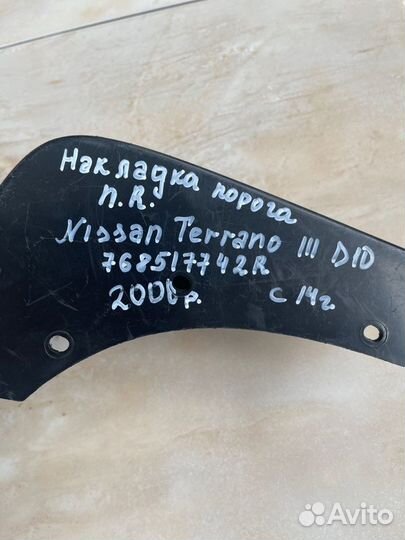 Накладка порога
п.R.
Nissan Terrano III D10
768517742R
2000р. с 14г.
Avito